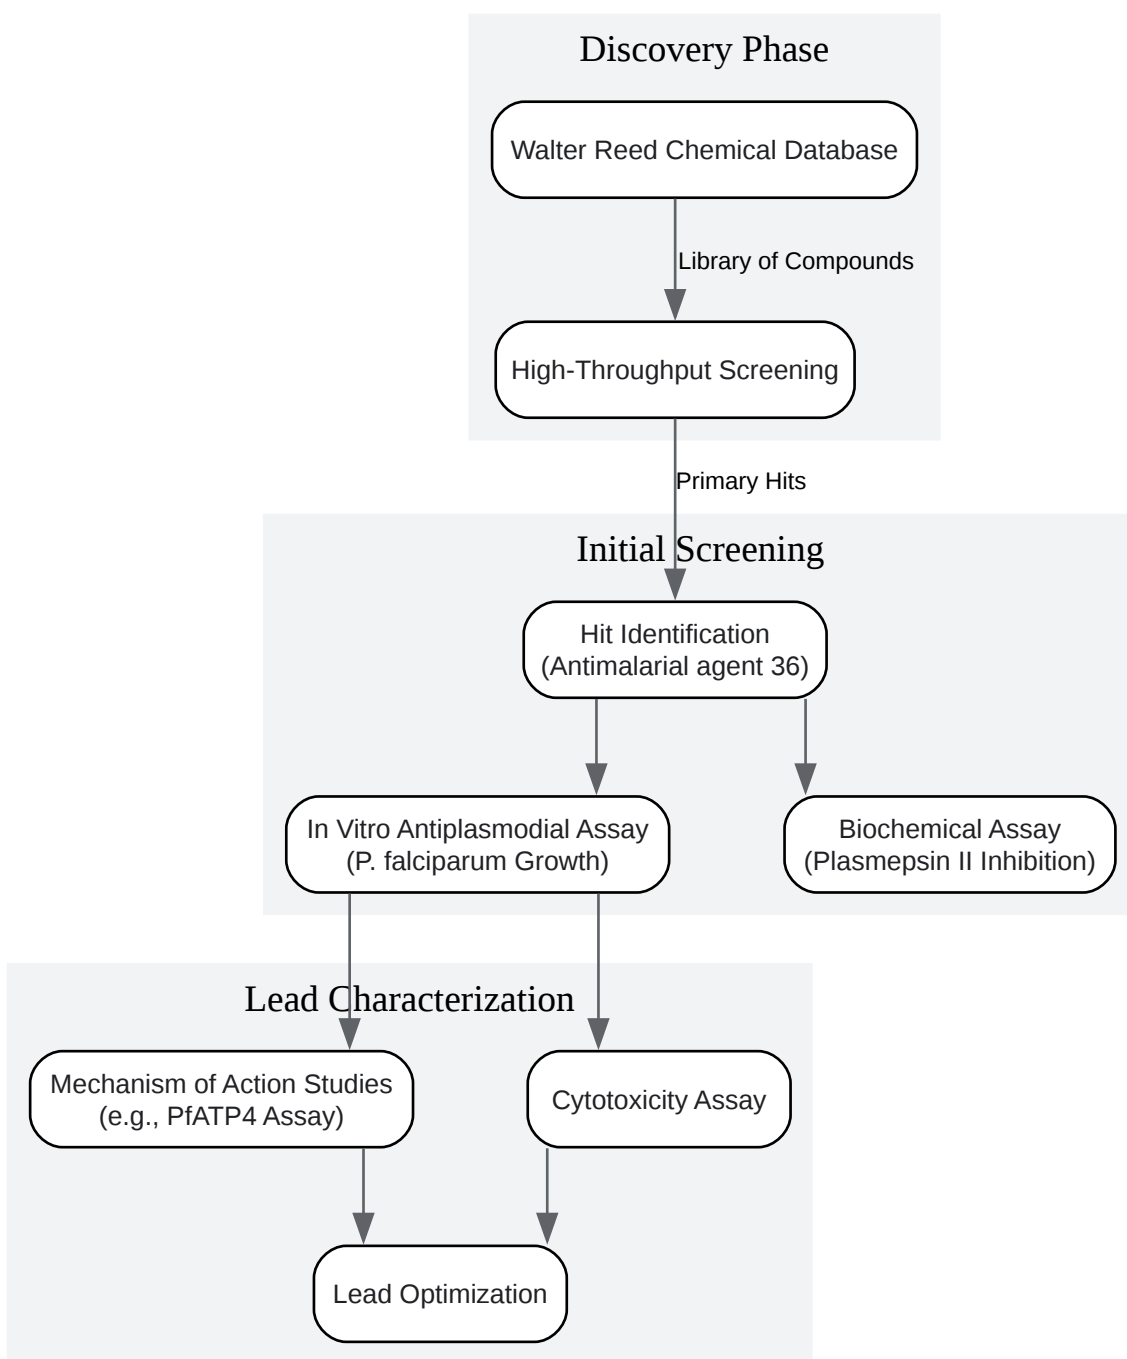 Discovery Phase
Walter Reed Chemical Database
Library of Compounds
High-Throughput Screening
Primary Hits
Initial Screening
Hit Identification
(Antimalarial agent 36)
In Vitro Antiplasmodial Assay
(P. falciparum Growth)
Biochemical Assay
(Plasmepsin II Inhibition)
Lead Characterization
Mechanism of Action Studies
(e.g., PfATP4 Assay)
Cytotoxicity Assay
Lead Optimization